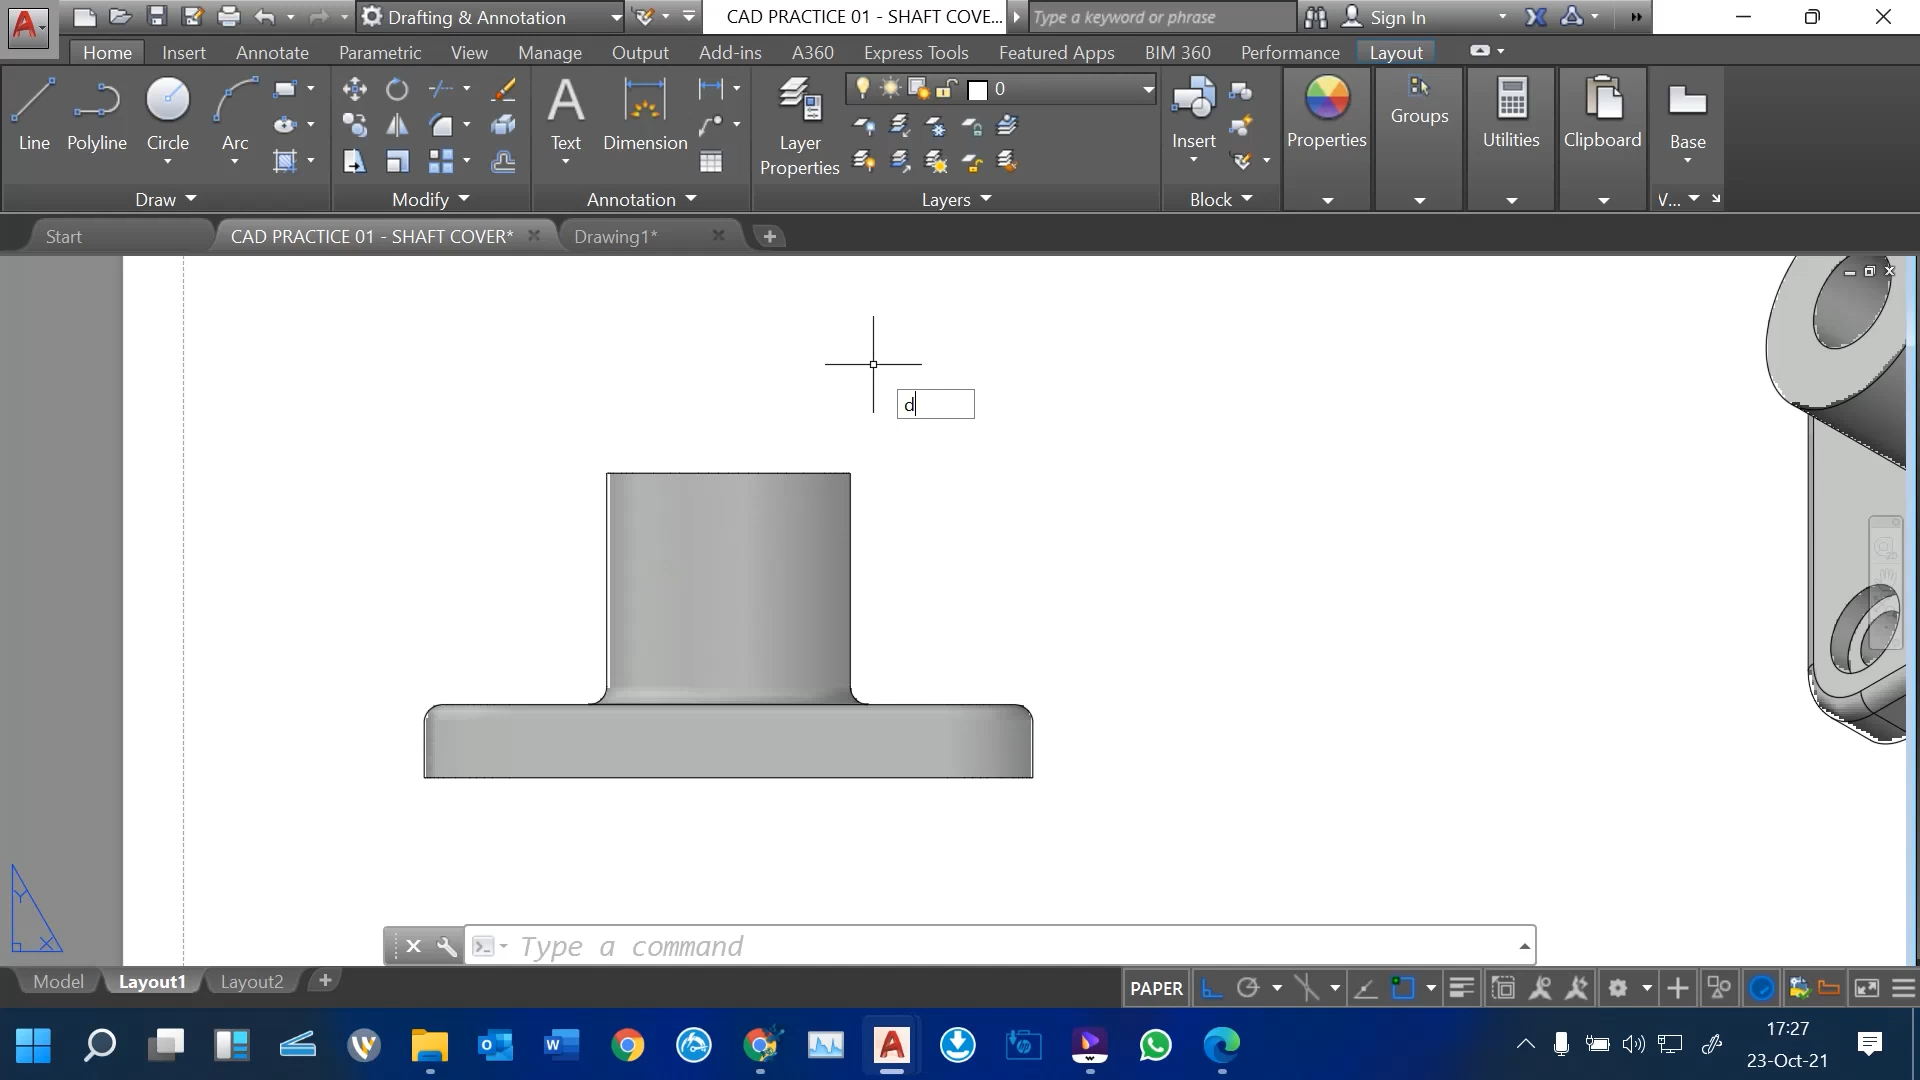 A
Drafting & Annotation
CAD PRACTICE 01 - SHAFT COVE...
Type a keyword or phrase
Sign In
Home
Insert
Annotate
Parametric
View
Manage
Output
Add-ins
A360
Express Tools
Featured Apps
BIM 360
Performance
Layout
0
Line
Polyline
Circle
Arc
A
Text
Dimension
Layer
Properties
Insert
Properties
Groups
Utilities
Clipboard
Base
Draw
Modify
Annotation
Layers
Block
V...
Start
CAD PRACTICE 01 - SHAFT COVER*
Drawing1*
d
Y
X
Type a command
Model
Layout1
Layout2
PAPER
17:27
23-Oct-21